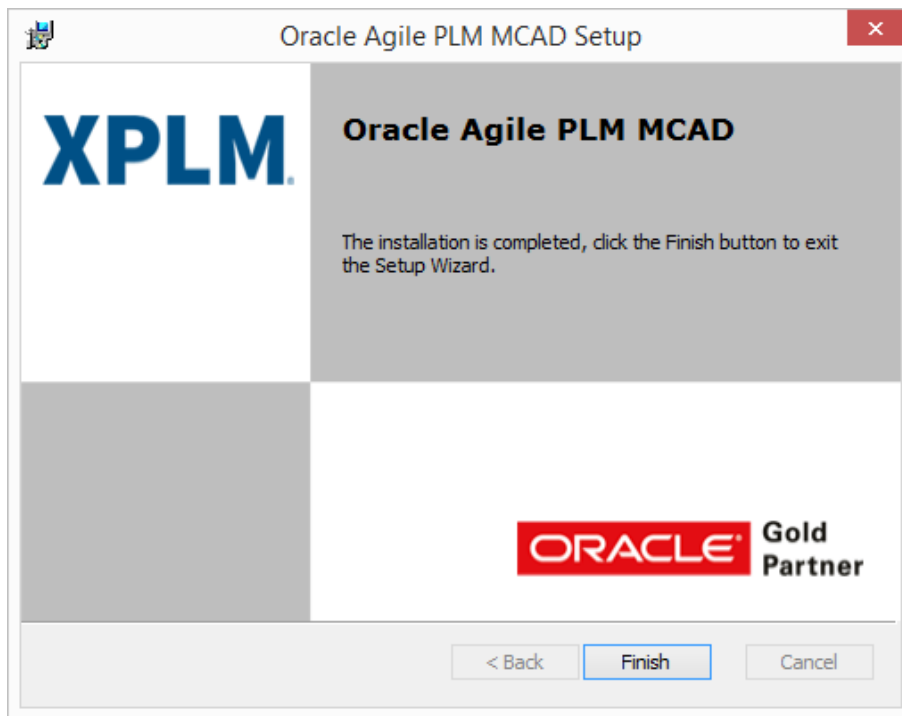 Oracle Agile PLM MCAD Setup
XPLM®
Oracle Agile PLM MCAD
The installation is completed, click the Finish button to exit
the Setup Wizard.
ORACLE®
Gold
Partner
< Back
Finish
Cancel